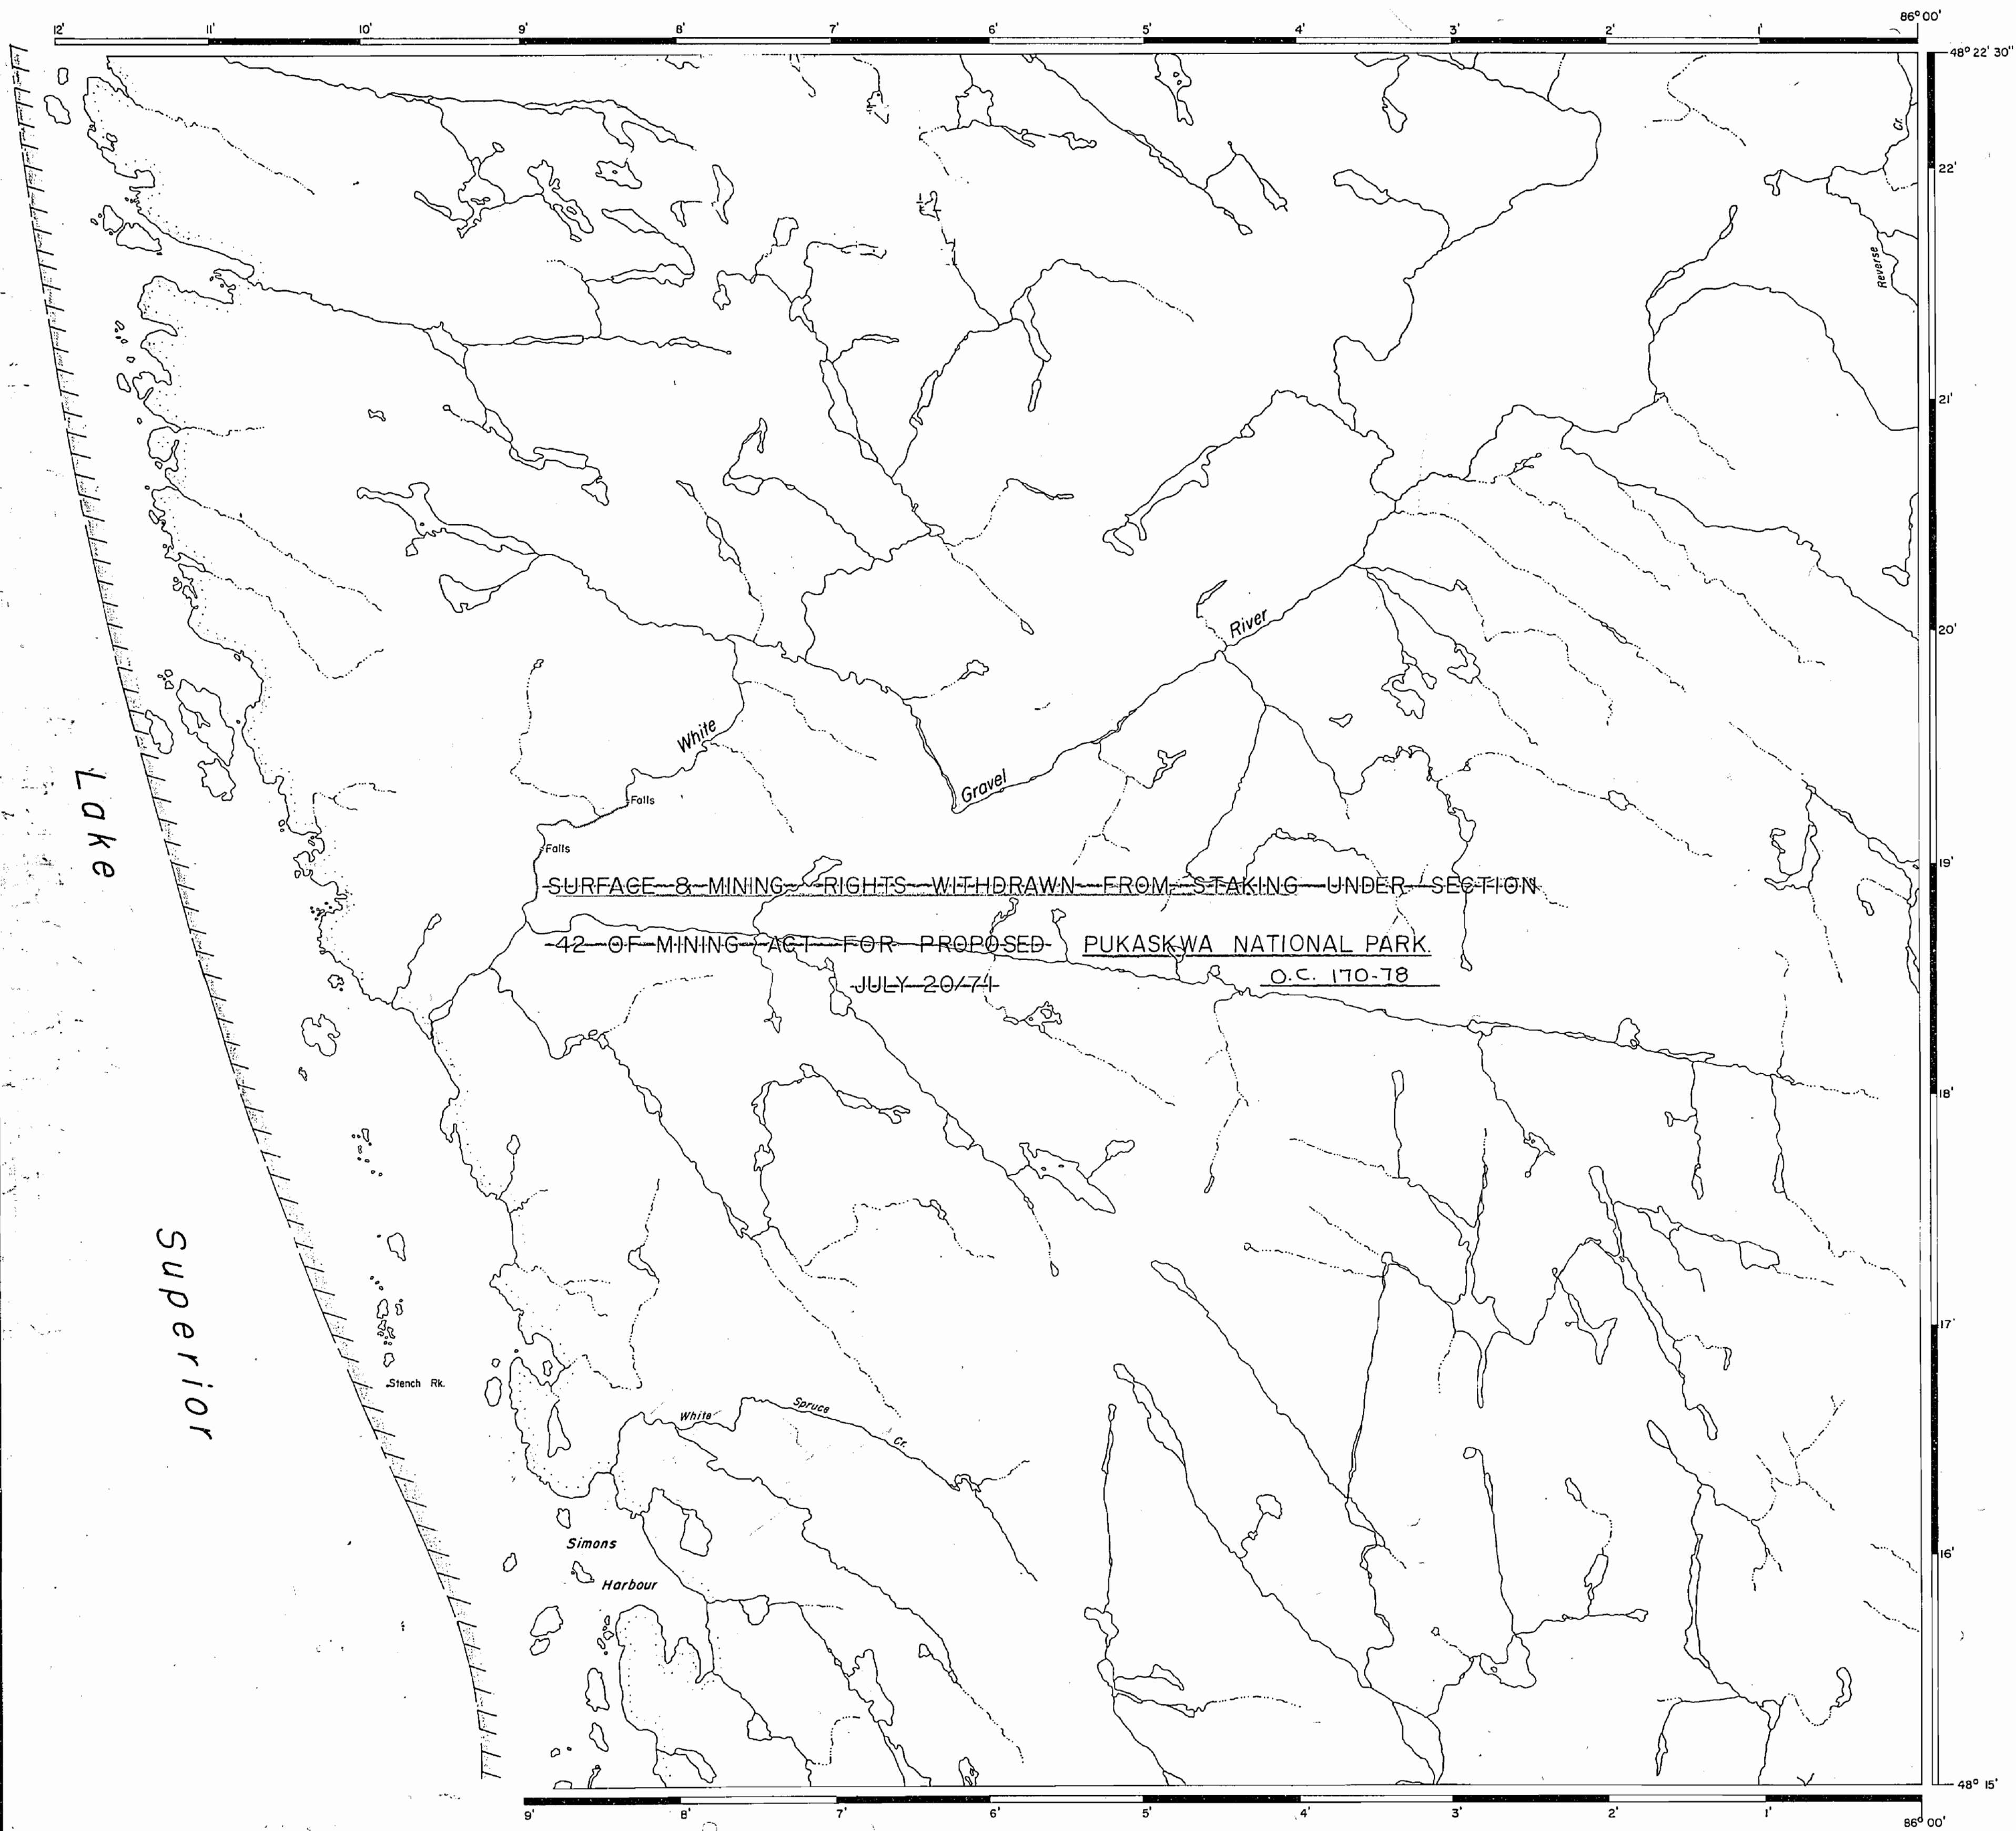 12' 11' 10' 9' 8' 7' 6' 5' 4' 3' 2' 1' 86° 00'
48° 22' 30"
Cr.
22'
Reverse
21'
River
20'
White
Gravel
Lake
Falls
Falls
19'
SURFACE & MINING RIGHTS WITHDRAWN FROM STAKING UNDER SECTION
42 OF MINING ACT FOR PROPOSED PUKASKWA NATIONAL PARK.
JULY 20/71 O.C. 170-78
18'
Superior
17'
Stench Rk.
White Spruce Cr.
16'
Simons
Harbour
48° 15'
9' 8' 7' 6' 5' 4' 3' 2' 1' 86° 00'